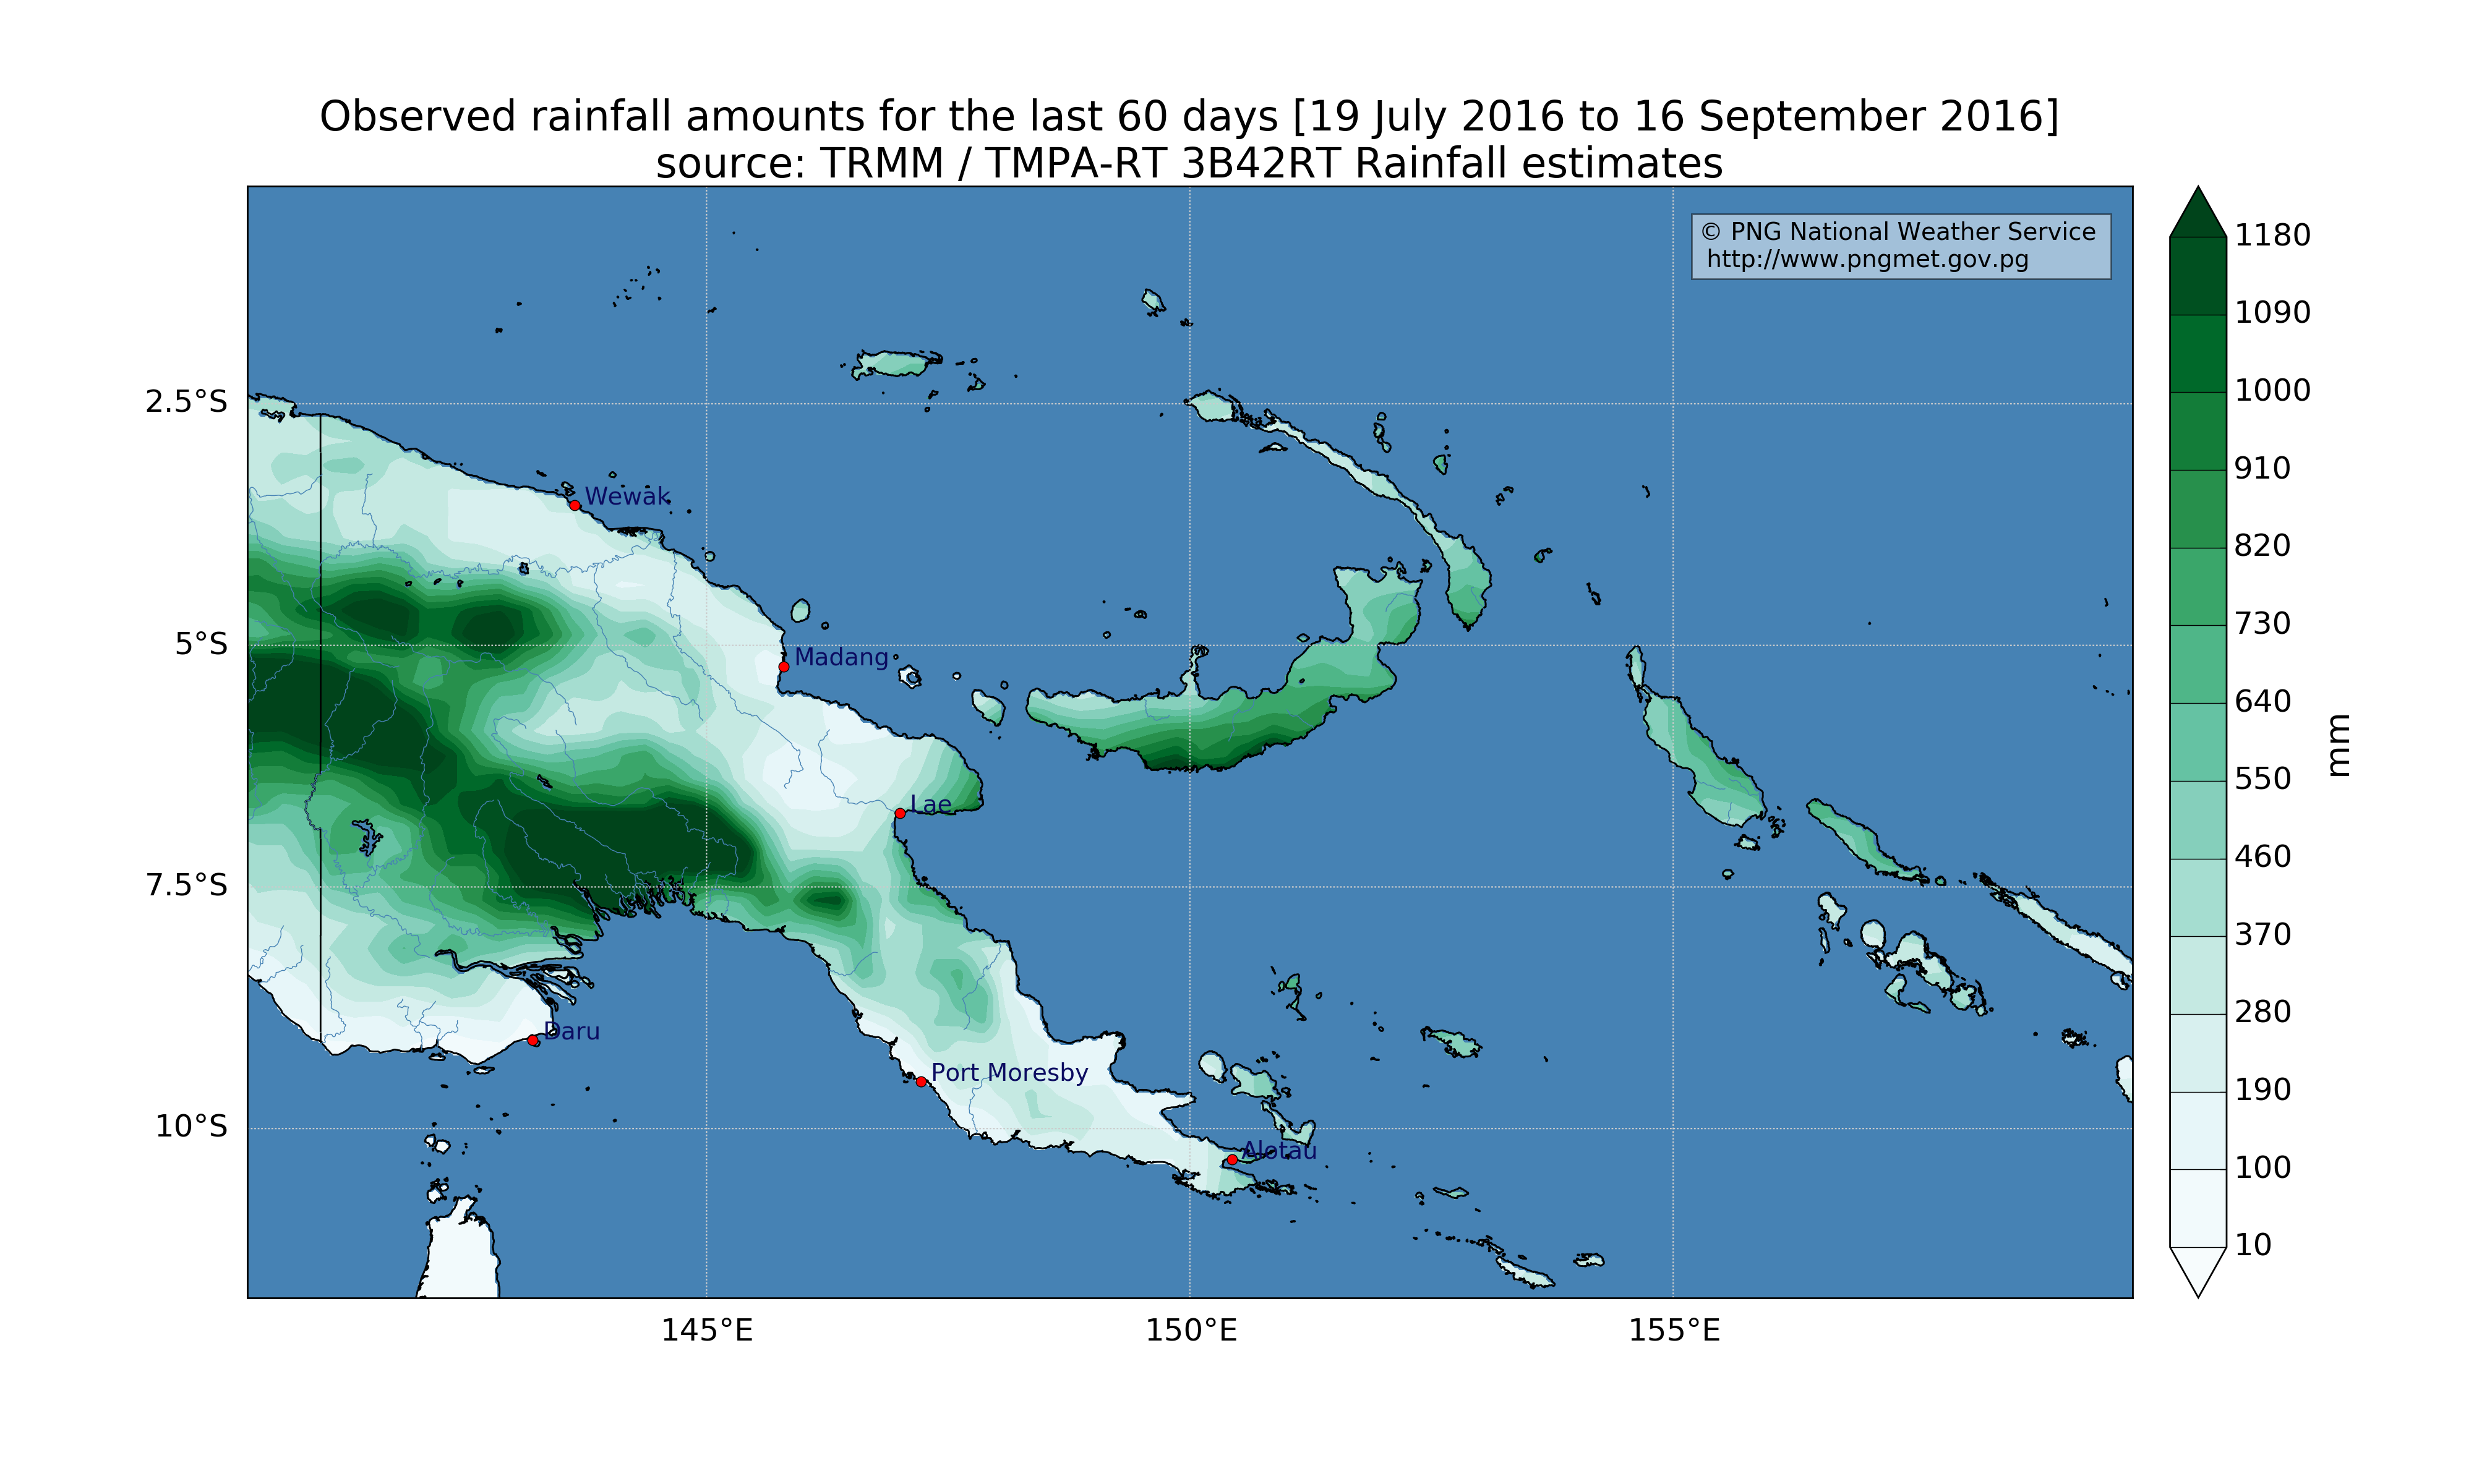 Observed rainfall amounts for the last 60 days [19 July 2016 to 16 September 2016]
source: TRMM / TMPA-RT 3B42RT Rainfall estimates
© PNG National Weather Service
http://www.pngmet.gov.pg
2.5°S
5°S
7.5°S
10°S
145°E
150°E
155°E
Wewak
Madang
Lae
Daru
Port Moresby
Alotau
1180
1090
1000
910
820
730
640
550
460
370
280
190
100
10
mm